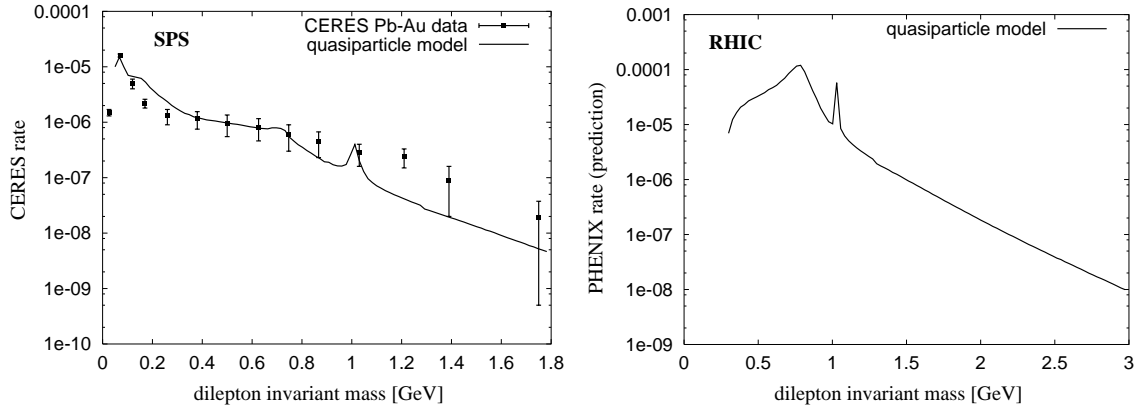 0.0001
1e-05
1e-06
1e-07
1e-08
1e-09
1e-10
CERES rate
SPS
CERES Pb-Au data
quasiparticle model
0 0.2 0.4 0.6 0.8 1 1.2 1.4 1.6 1.8
dilepton invariant mass [GeV]
0.001
0.0001
1e-05
1e-06
1e-07
1e-08
1e-09
PHENIX rate (prediction)
RHIC
quasiparticle model
0 0.5 1 1.5 2 2.5 3
dilepton invariant mass [GeV]